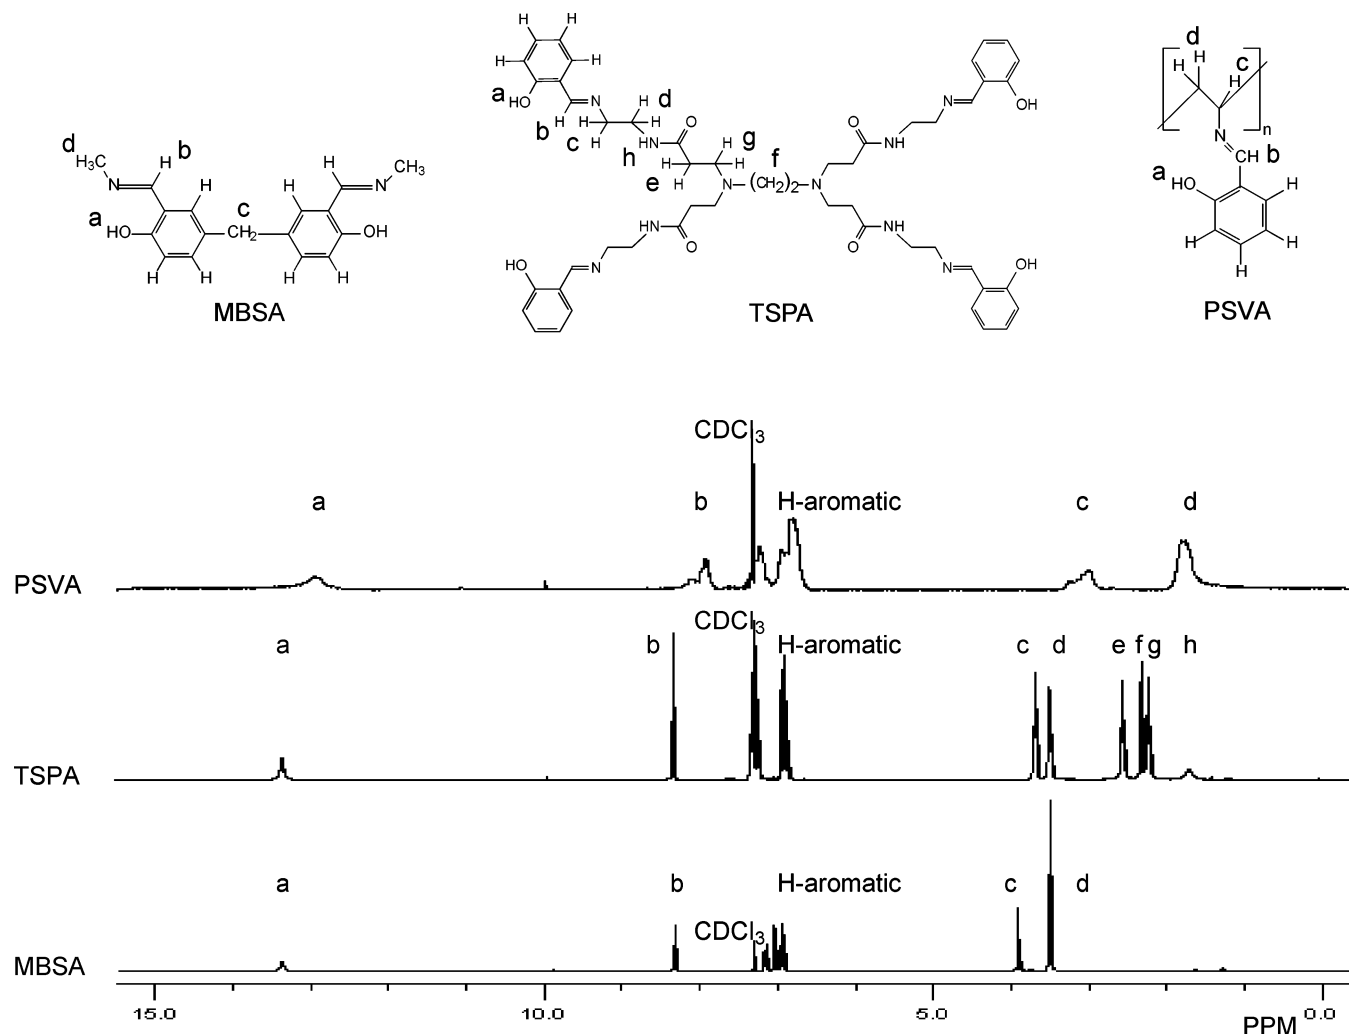 H H
H H
H
a HO
N H H d
b H H H
c H HN O
h H H g
H H
e N (CH2)2 N
f
N OH
NH O
d
H H c
H
n
N
CH b
a HO H
H H
H
d H3C b
N H
H
CH3
N
H H
a HO c
CH2 OH
H H H H
HO
N NH O
O NH N OH
MBSA
TSPA
PSVA
CDCl3
a b H-aromatic c d
PSVA
CDCl3
a b H-aromatic c d e f g h
TSPA
a b H-aromatic c d
CDCl3
MBSA
15.0 10.0 5.0 PPM 0.0